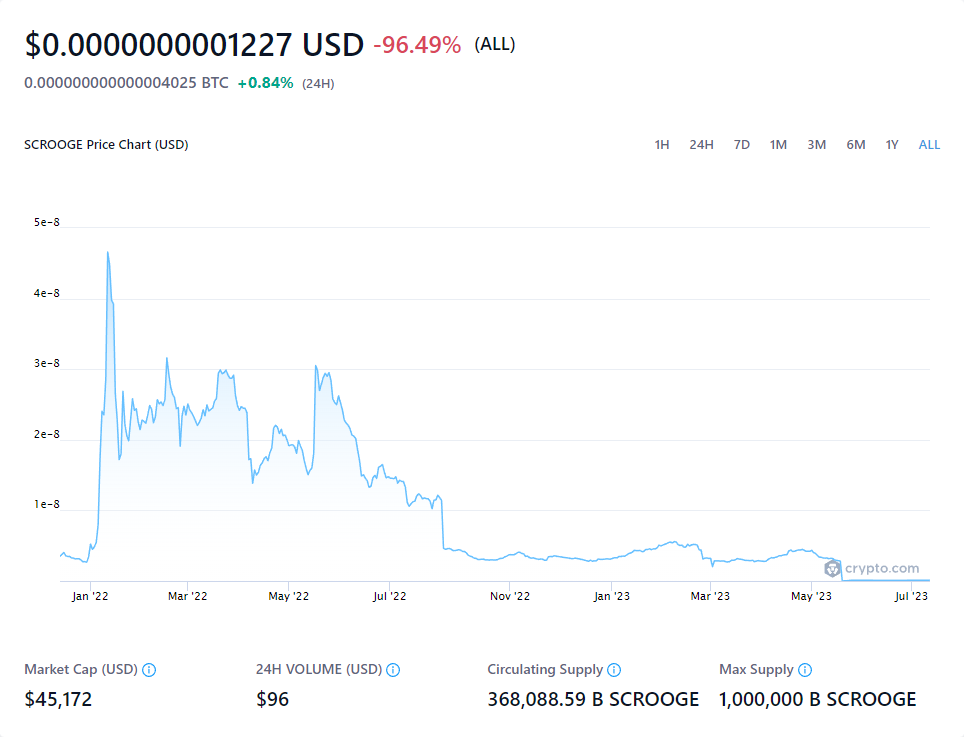 $0.0000000001227 USD -96.49% (ALL)
0.000000000000004025 BTC +0.84% (24H)
SCROOGE Price Chart (USD) 1H 24H 7D 1M 3M 6M 1Y ALL
5e-8
4e-8
3e-8
2e-8
1e-8
crypto.com
Jan '22 Mar '22 May '22 Jul '22 Nov '22 Jan '23 Mar '23 May '23 Jul '23
Market Cap (USD) 24H VOLUME (USD) Circulating Supply Max Supply
$45,172 $96 368,088.59 B SCROOGE 1,000,000 B SCROOGE